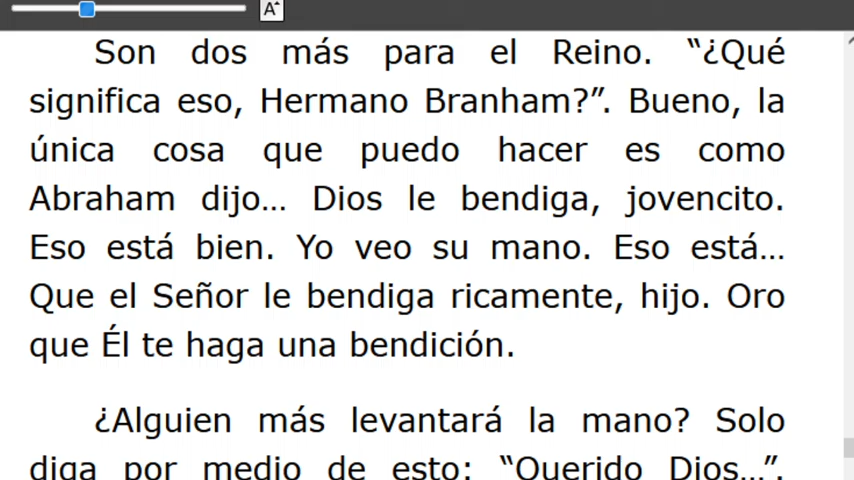 A
Son dos más para el Reino. “¿Qué
significa eso, Hermano Branham?”. Bueno, la
única cosa que puedo hacer es como
Abraham dijo… Dios le bendiga, jovencito.
Eso está bien. Yo veo su mano. Eso está…
Que el Señor le bendiga ricamente, hijo. Oro
que Él te haga una bendición.
¿Alguien más levantará la mano? Solo
diga por medio de esto: “Querido Dios…”.